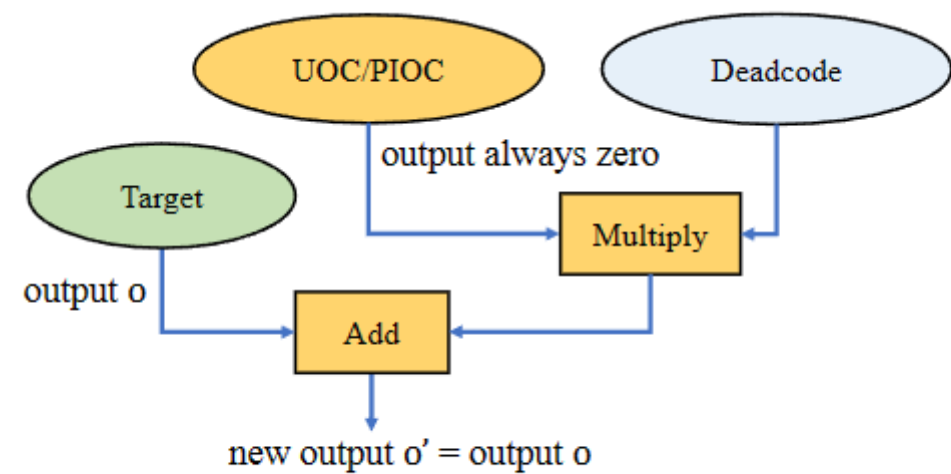 UOC/PIOC
Deadcode
output always zero
Target
Multiply
output o
Add
new output o’ = output o